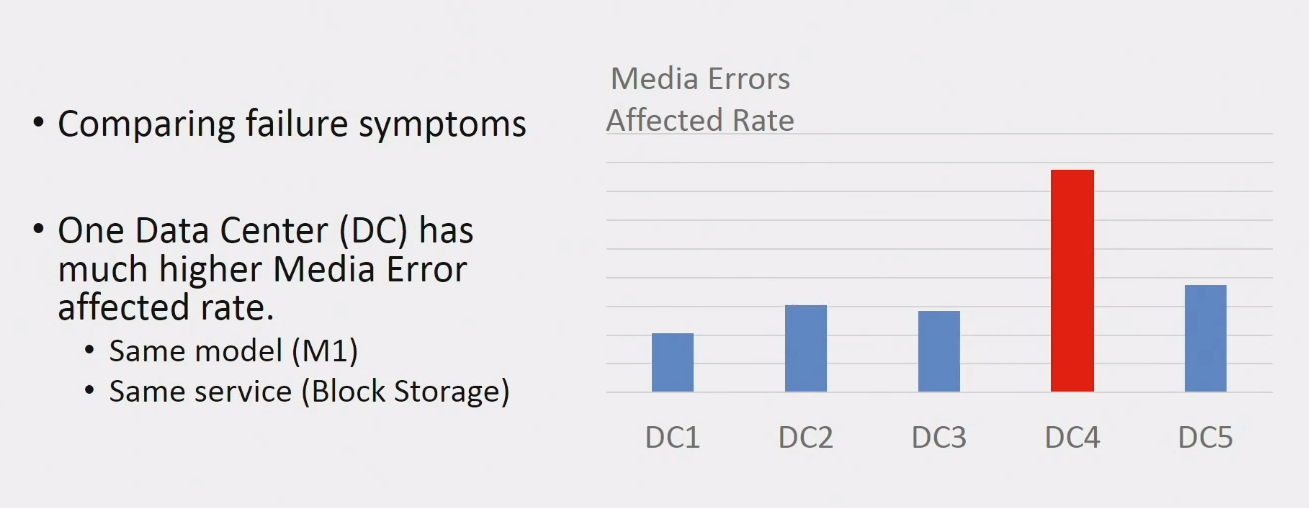 • Comparing failure symptoms
• One Data Center (DC) has
much higher Media Error
affected rate.
• Same model (M1)
• Same service (Block Storage)
Media Errors
Affected Rate
DC1 DC2 DC3 DC4 DC5